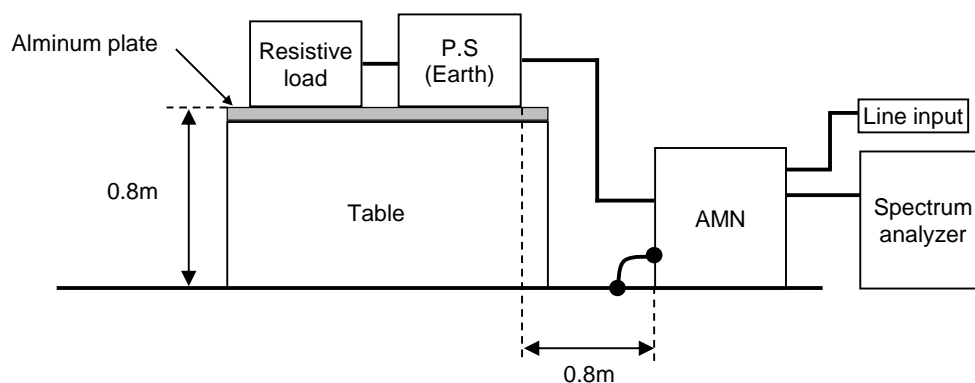 Alminum plate
Resistive
load
P.S
(Earth)
Line input
0.8m
Table
AMN
Spectrum
analyzer
0.8m